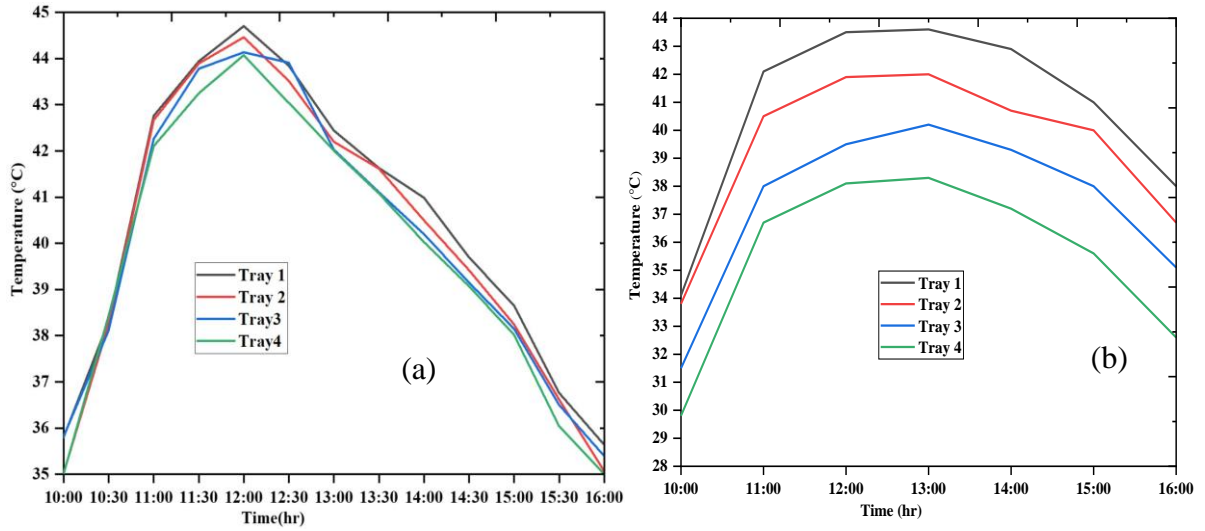 45
44
43
42
41
40
39
38
37
36
35
Temperature (°C)
Tray 1
Tray 2
Tray3
Tray4
(a)
10:00 10:30 11:00 11:30 12:00 12:30 13:00 13:30 14:00 14:30 15:00 15:30 16:00
Time(hr)
44
43
42
41
40
39
38
37
36
35
34
33
32
31
30
29
28
Temperature (°C)
Tray 1
Tray 2
Tray 3
Tray 4
(b)
10:00 11:00 12:00 13:00 14:00 15:00 16:00
Time (hr)